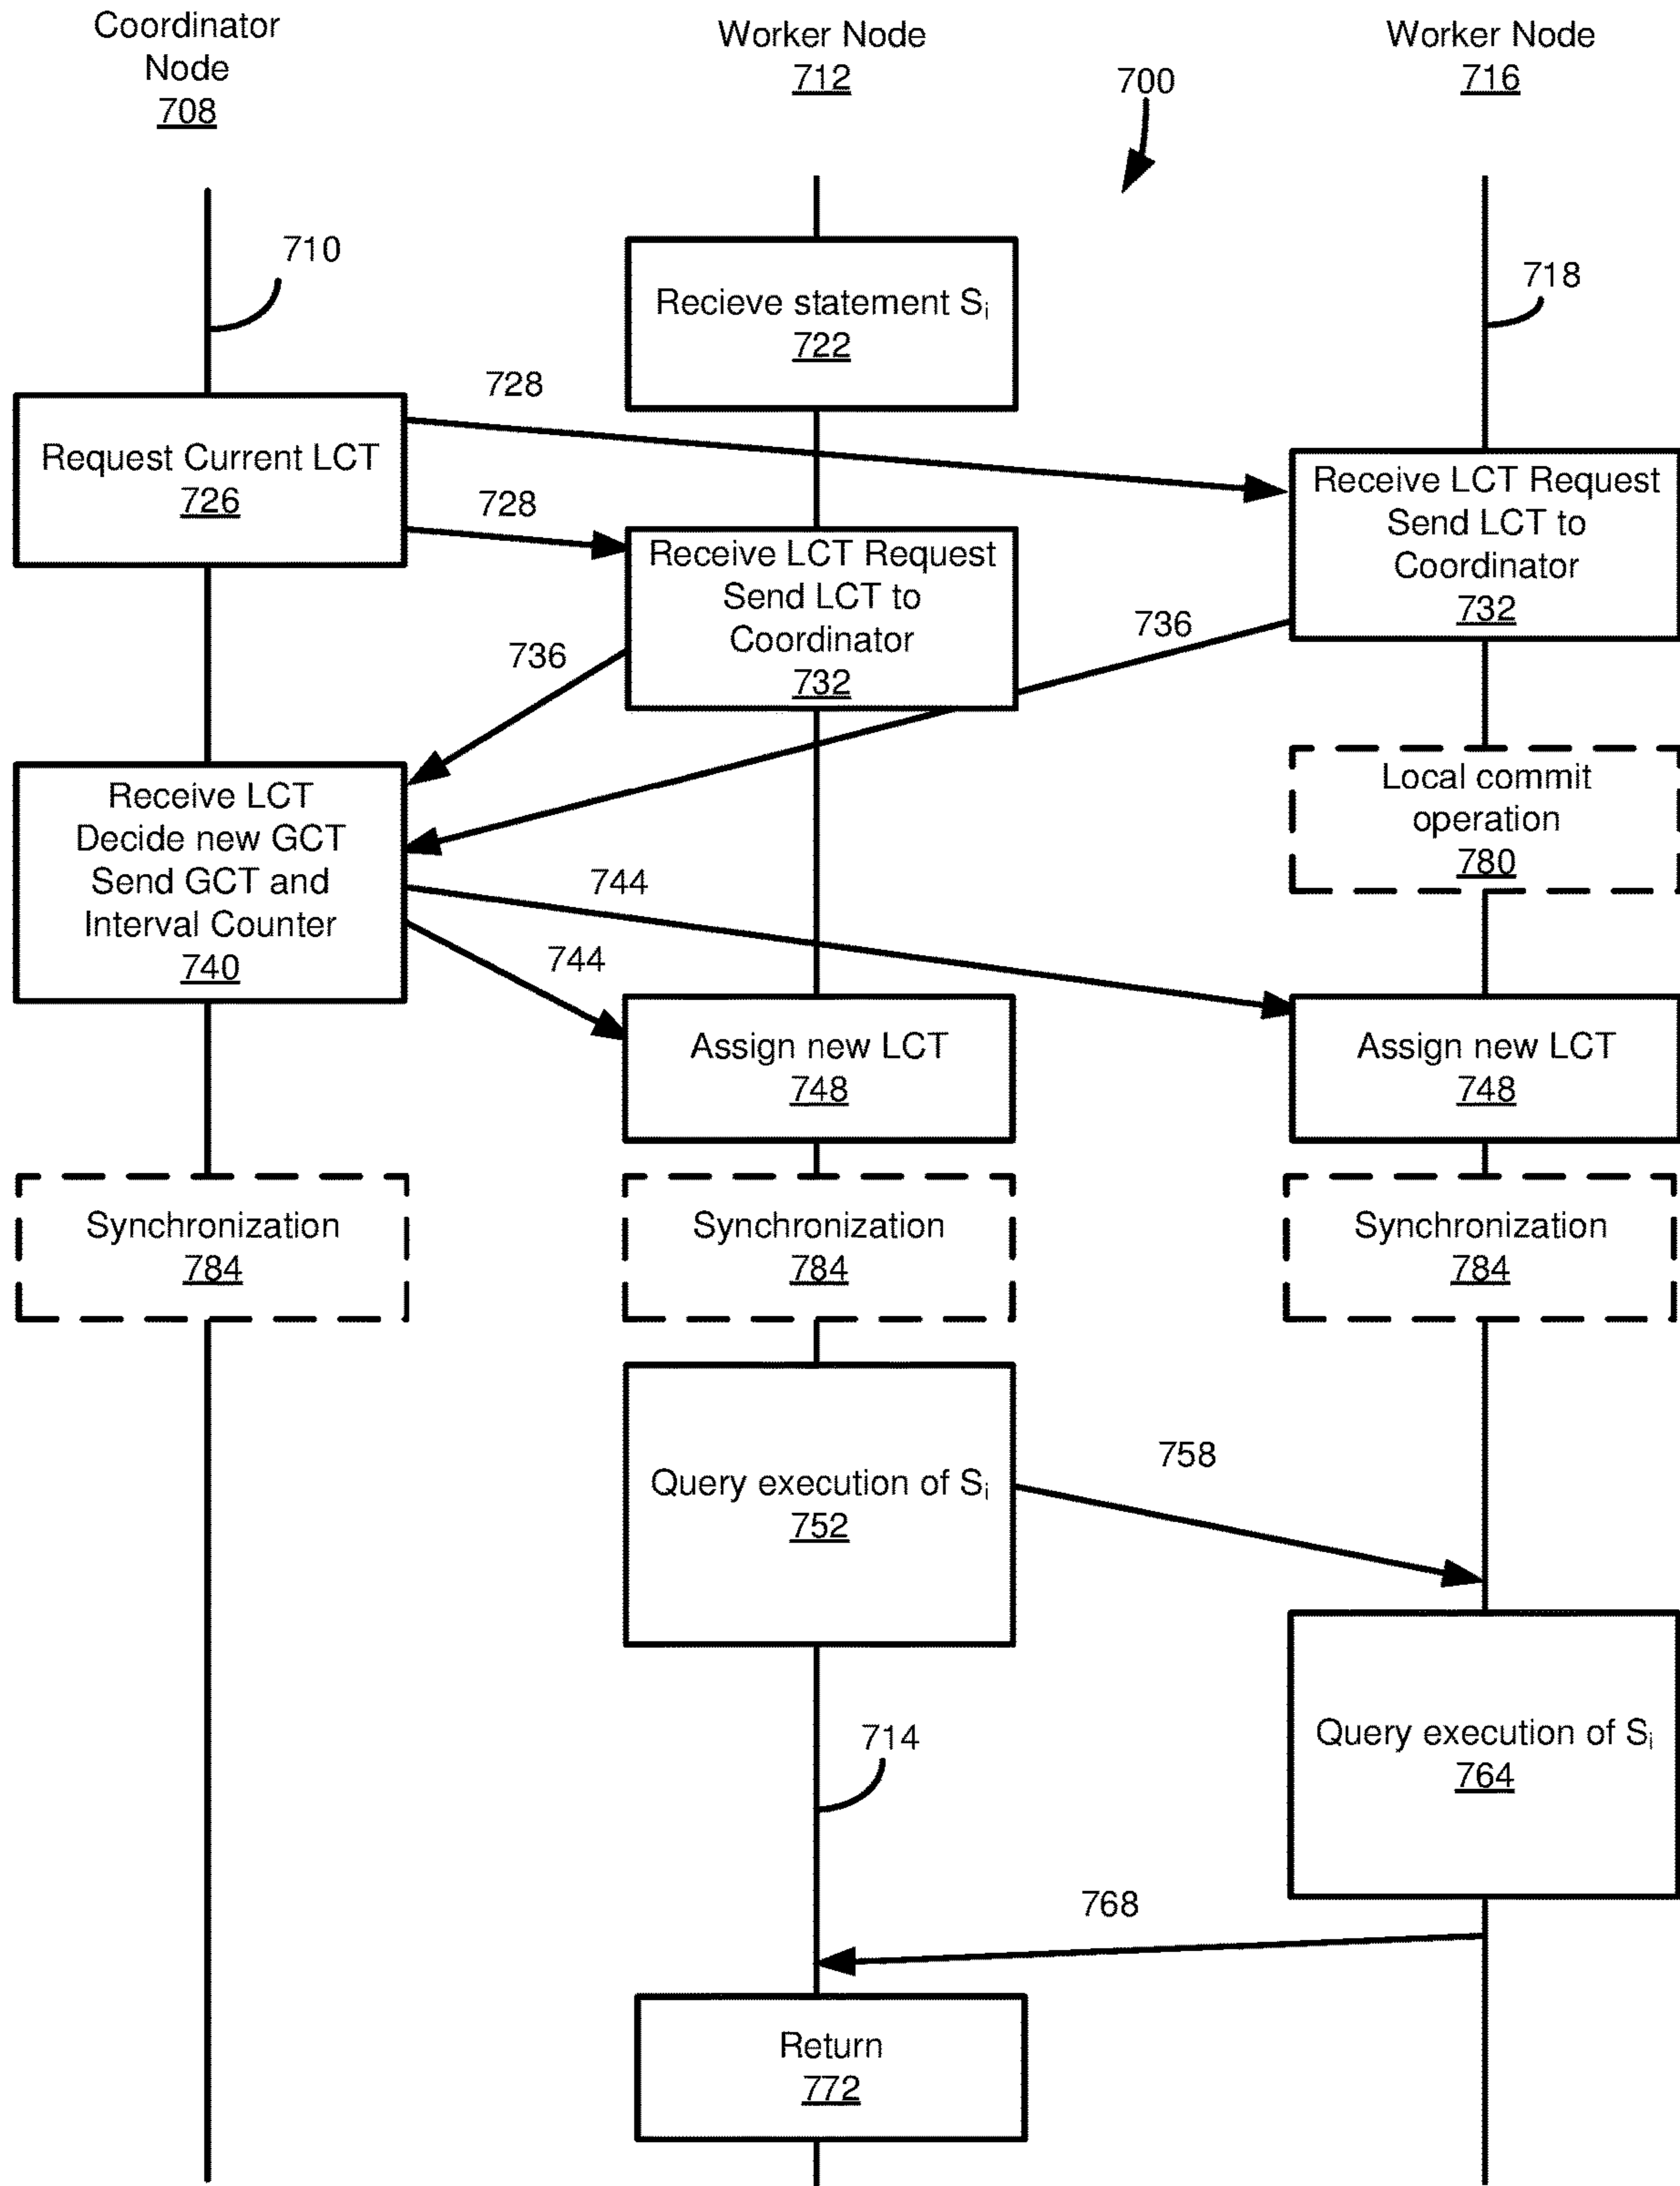 Coordinator
Node
708
Worker Node
712
Worker Node
716
700
710
718
Recieve statement Si
722
728
Request Current LCT
726
728
Receive LCT Request
Send LCT to
Coordinator
732
Receive LCT Request
Send LCT to
Coordinator
732
736
736
Local commit
operation
780
Receive LCT
Decide new GCT
Send GCT and
Interval Counter
740
744
744
Assign new LCT
748
Assign new LCT
748
Synchronization
784
Synchronization
784
Synchronization
784
Query execution of Si
752
758
714
Query execution of Si
764
768
Return
772